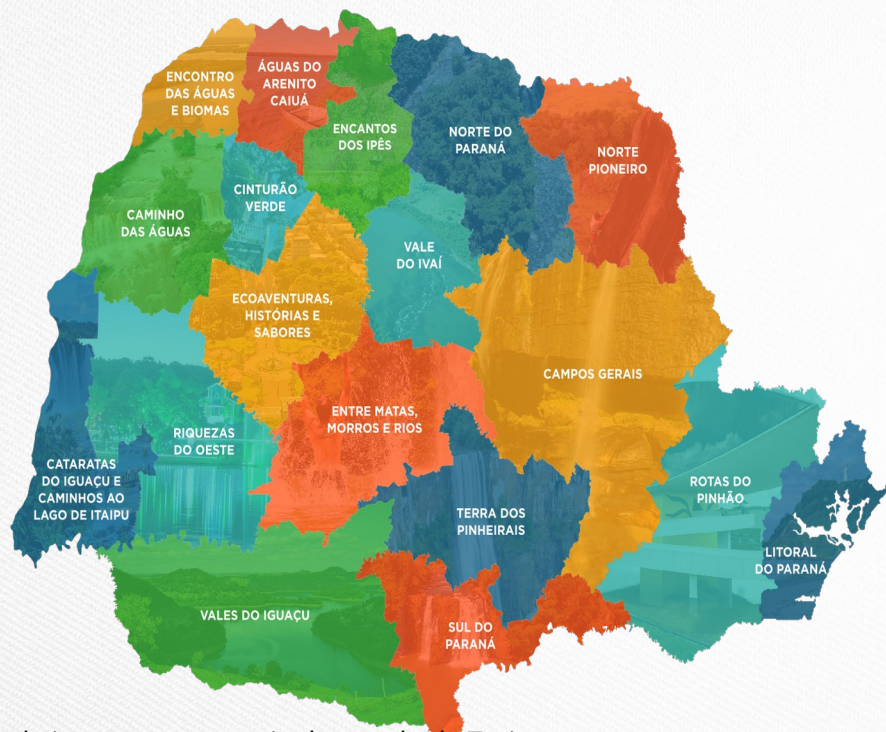 ENCONTRO
DAS ÁGUAS
E BIOMAS
ÁGUAS DO
ARENITO
CAIUÁ
ENCANTOS
DOS IPÊS
NORTE DO
PARANÁ
NORTE
PIONEIRO
CAMINHO
DAS ÁGUAS
CINTURÃO
VERDE
VALE
DO IVAÍ
ECOAVENTURAS,
HISTÓRIAS E
SABORES
CAMPOS GERAIS
ENTRE MATAS,
MORROS E RIOS
RIQUEZAS
DO OESTE
CATARATAS
DO IGUAÇU E
CAMINHOS AO
LAGO DE ITAIPU
ROTAS DO
PINHÃO
TERRA DOS
PINHEIRAIS
LITORAL
DO PARANÁ
VALES DO IGUAÇU
SUL DO
PARANÁ